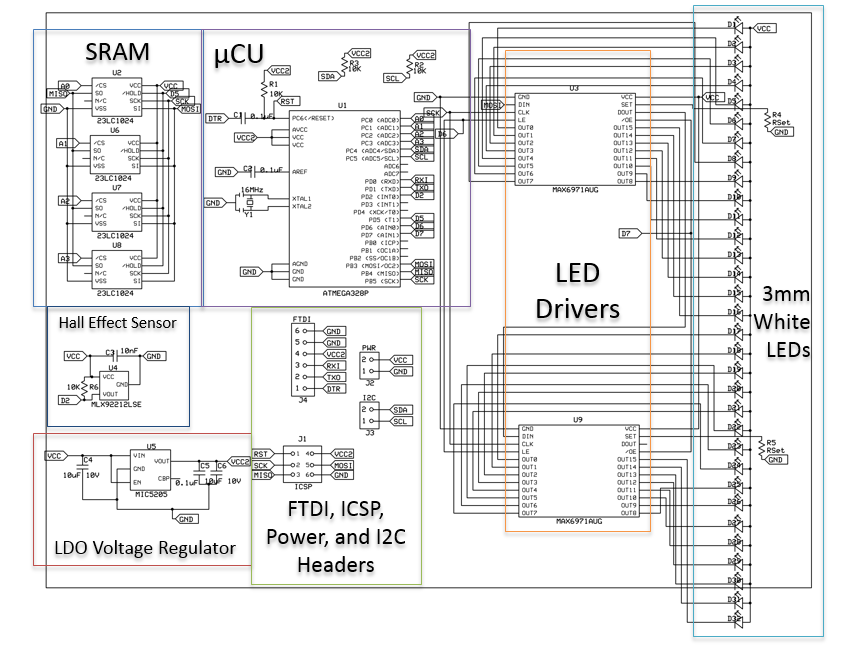 SRAM
U2
A0
MISO
GND
/CS
SO
N/C
VSS
VCC
/HOLD
SCK
SI
VCC
D5
SCK
MOSI
23LC1024
U6
A1
/CS
SO
N/C
VSS
VCC
/HOLD
SCK
SI
23LC1024
U7
A2
/CS
SO
N/C
VSS
VCC
/HOLD
SCK
SI
23LC1024
U8
A3
/CS
SO
N/C
VSS
VCC
/HOLD
SCK
SI
23LC1024
μCU
VCC2
R1
10K
RST
DTR
C1 0.1uF
VCC2
VCC2
R3
10K
SDA
VCC2
R2
10K
SCL
GND
C2 0.1uF
16MHz
GND
Y1
GND
U1
PC6(/RESET)
AVCC
VCC
VCC
AREF
XTAL1
XTAL2
AGND
GND
GND
PC0 (ADC0)
PC1 (ADC1)
PC2 (ADC2)
PC3 (ADC3)
PC4 (ADC4/SDA)
PC5 (ADC5/SCL)
ADC6
ADC7
PD0 (RXD)
PD1 (TXD)
PD2 (INT0)
PD3 (INT1)
PD4 (XCK/T0)
PD5 (T1)
PD6 (AIN0)
PD7 (AIN1)
PB0 (ICP)
PB1 (OC1A)
PB2 (SS/OC1B)
PB3 (MOSI/OC2)
PB4 (MISO)
PB5 (SCK)
A0
A1
A2
A3
SDA
SCL
RXI
TXO
D2
D5
D6
D7
MOSI
MISO
SCK
ATMEGA328P
Hall Effect Sensor
VCC
C3 10nF
GND
U4
VCC
GND
VOUT
10K R6
D2
MLX92212LSE
VCC
C4
10uF 10V
U5
VIN
GND
EN
VOUT
CBP
MIC5205
VCC2
C5
C6
0.1uF
10uF 10V
GND
LDO Voltage Regulator
FTDI
6
5
4
3
2
1
GND
GND
VCC2
RXI
TXO
DTR
J4
PWR
2
1
VCC
GND
J2
I2C
2
1
SDA
SCL
J3
J1
RST
SCK
MISO
1 4
2 5
3 6
VCC2
MOSI
GND
ICSP
FTDI, ICSP,
Power, and I2C
Headers
GND
MOSI
SCK
D6
U3
GND
DIN
CLK
LE
OUT0
OUT1
OUT2
OUT3
OUT4
OUT5
OUT6
OUT7
VCC
SET
DOUT
/OE
OUT15
OUT14
OUT13
OUT12
OUT11
OUT10
OUT9
OUT8
VCC
MAX6971AUG
D7
LED
Drivers
U9
GND
DIN
CLK
LE
OUT0
OUT1
OUT2
OUT3
OUT4
OUT5
OUT6
OUT7
VCC
SET
DOUT
/OE
OUT15
OUT14
OUT13
OUT12
OUT11
OUT10
OUT9
OUT8
MAX6971AUG
VCC
R4
RSet
GND
3mm
White
LEDs
R5
RSet
GND
D1
D2
D3
D4
D5
D6
D7
D8
D9
D10
D11
D12
D13
D14
D15
D16
D17
D18
D19
D20
D21
D22
D23
D24
D25
D26
D27
D28
D29
D30
D31
D32